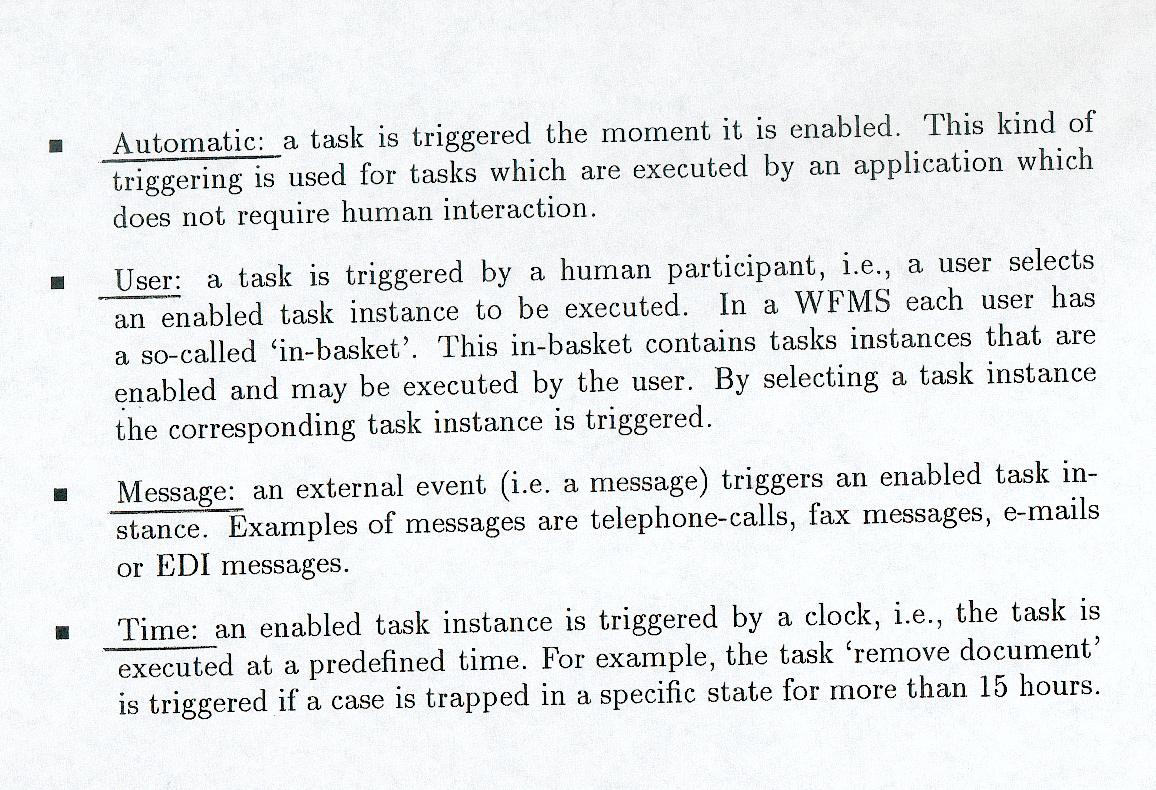 ▪ Automatic: a task is triggered the moment it is enabled. This kind of
triggering is used for tasks which are executed by an application which
does not require human interaction.
▪ User: a task is triggered by a human participant, i.e., a user selects
an enabled task instance to be executed. In a WFMS each user has
a so-called ‘in-basket’. This in-basket contains tasks instances that are
enabled and may be executed by the user. By selecting a task instance
the corresponding task instance is triggered.
▪ Message: an external event (i.e. a message) triggers an enabled task in-
stance. Examples of messages are telephone-calls, fax messages, e-mails
or EDI messages.
▪ Time: an enabled task instance is triggered by a clock, i.e., the task is
executed at a predefined time. For example, the task ‘remove document’
is triggered if a case is trapped in a specific state for more than 15 hours.